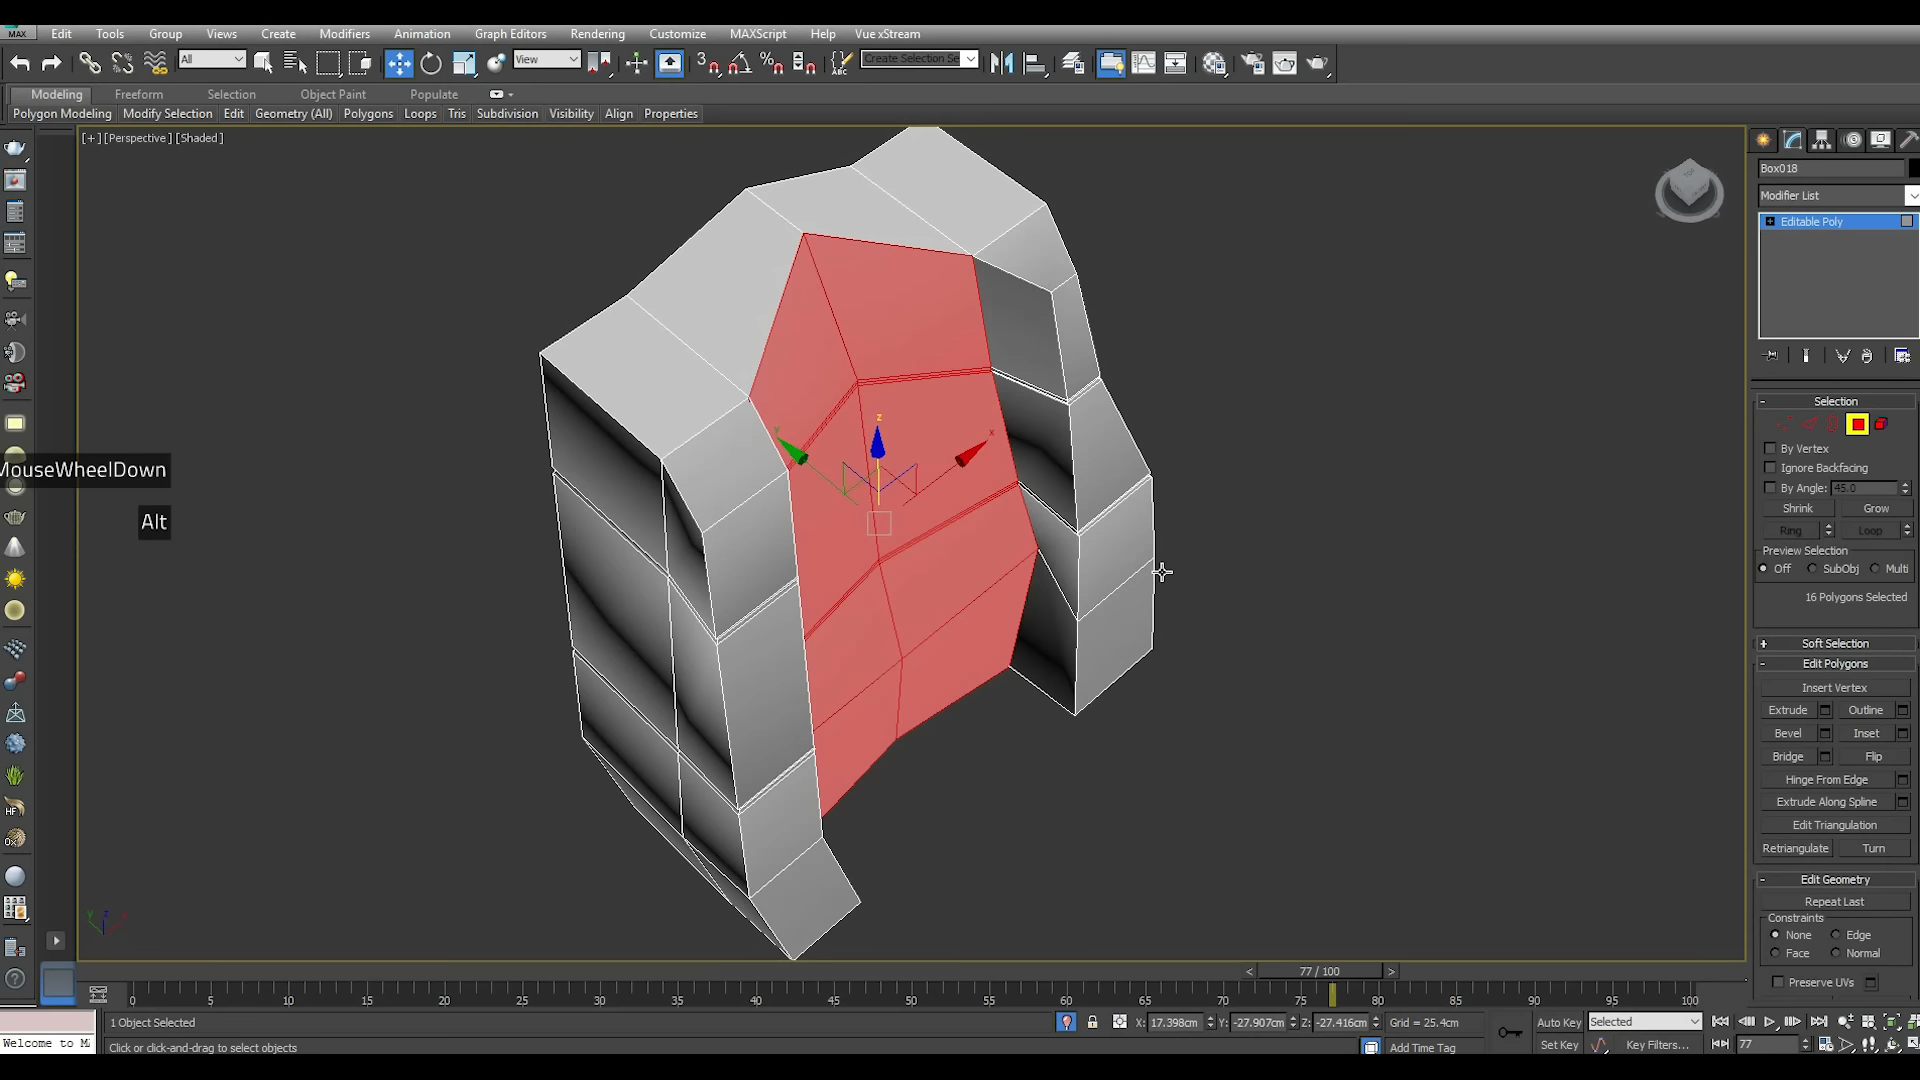 MAX Edit Tools Group Views Create Modifiers Animation Graph Editors Rendering Customize MAXScript Help Vue xStream
All View Create Selection Se
Modeling Freeform Selection Object Paint Populate
Polygon Modeling Modify Selection Edit Geometry (All) Polygons Loops Tris Subdivision Visibility Align Properties
[+] [Perspective] [Shaded]
Box018
Modifier List
Editable Poly
Selection
By Vertex
Ignore Backfacing
By Angle: 45.0
Shrink Grow
Ring Loop
Preview Selection
Off SubObj Multi
16 Polygons Selected
Soft Selection
Edit Polygons
Insert Vertex
Extrude Outline
Bevel Inset
Bridge Flip
Hinge From Edge
Extrude Along Spline
Edit Triangulation
Retriangulate Turn
Edit Geometry
Repeat Last
Constraints
None Edge
Face Normal
Preserve UVs
MouseWheelDown
Alt
z
y
x
< 77 / 100 >
0 5 10 15 20 25 30 35 40 45 50 55 60 65 70 75 80 85 90 95 100
1 Object Selected X: 17.398cm Y: -27.907cm Z: -27.416cm Grid = 25.4cm Auto Key Selected
Welcome to MA Click or click-and-drag to select objects Add Time Tag Set Key Key Filters... 77